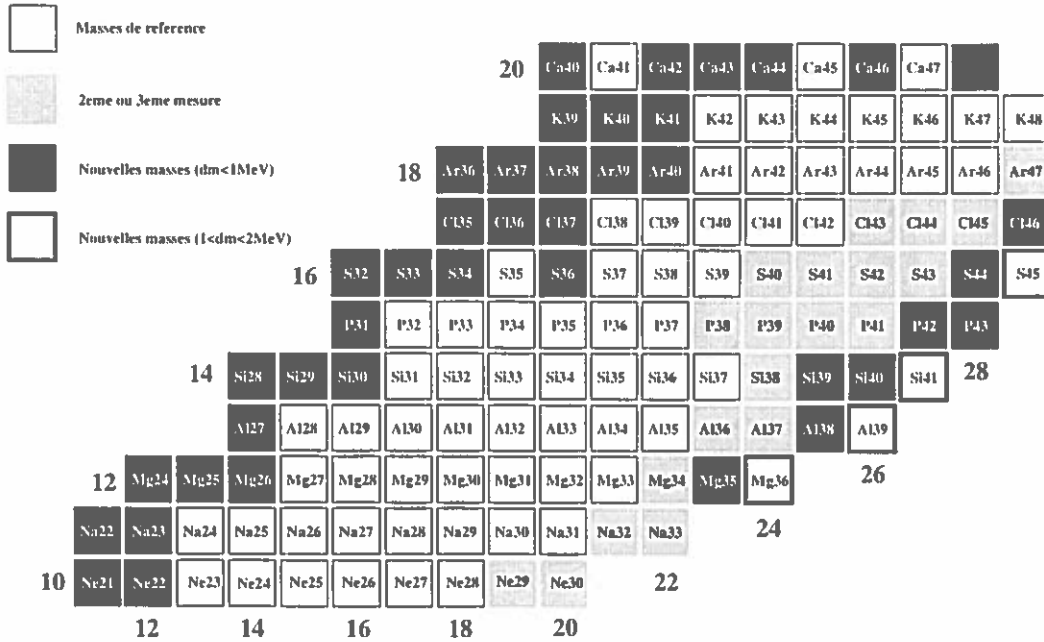 Masses de reference
2eme ou 3eme mesure
Nouvelles masses (dm<1MeV)
Nouvelles masses (1<dm<2MeV)
20 Ca40 Ca41 Ca42 Ca43 Ca44 Ca45 Ca46 Ca47
K39 K40 K41 K42 K43 K44 K45 K46 K47 K48
18 Ar36 Ar37 Ar38 Ar39 Ar40 Ar41 Ar42 Ar43 Ar44 Ar45 Ar46 Ar47
Cl35 Cl36 Cl37 Cl38 Cl39 Cl40 Cl41 Cl42 Cl43 Cl44 Cl45 Cl46
16 S32 S33 S34 S35 S36 S37 S38 S39 S40 S41 S42 S43 S44 S45
P31 P32 P33 P34 P35 P36 P37 P38 P39 P40 P41 P42 P43
14 Si28 Si29 Si30 Si31 Si32 Si33 Si34 Si35 Si36 Si37 Si38 Si39 Si40 Si41 28
Al27 Al28 Al29 Al30 Al31 Al32 Al33 Al34 Al35 Al36 Al37 Al38 Al39
26
12 Mg24 Mg25 Mg26 Mg27 Mg28 Mg29 Mg30 Mg31 Mg32 Mg33 Mg34 Mg35 Mg36
24
Na22 Na23 Na24 Na25 Na26 Na27 Na28 Na29 Na30 Na31 Na32 Na33
10 Ne21 Ne22 Ne23 Ne24 Ne25 Ne26 Ne27 Ne28 Ne29 Ne30 22
12 14 16 18 20